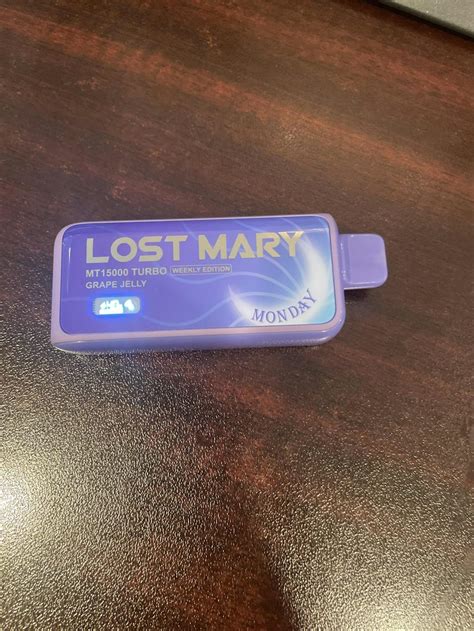 LOST MARY
MT15000 TURBO WEEKLY EDITION
GRAPE JELLY
MONDAY